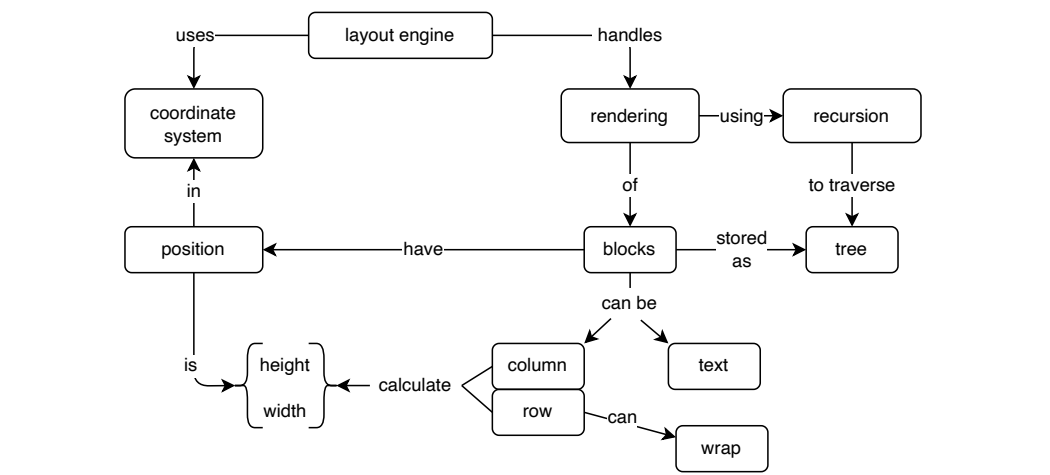 uses
layout engine
handles
coordinate
system
rendering
using
recursion
in
of
to traverse
position
have
blocks
stored
as
tree
can be
is
height
width
calculate
column
row
text
can
wrap